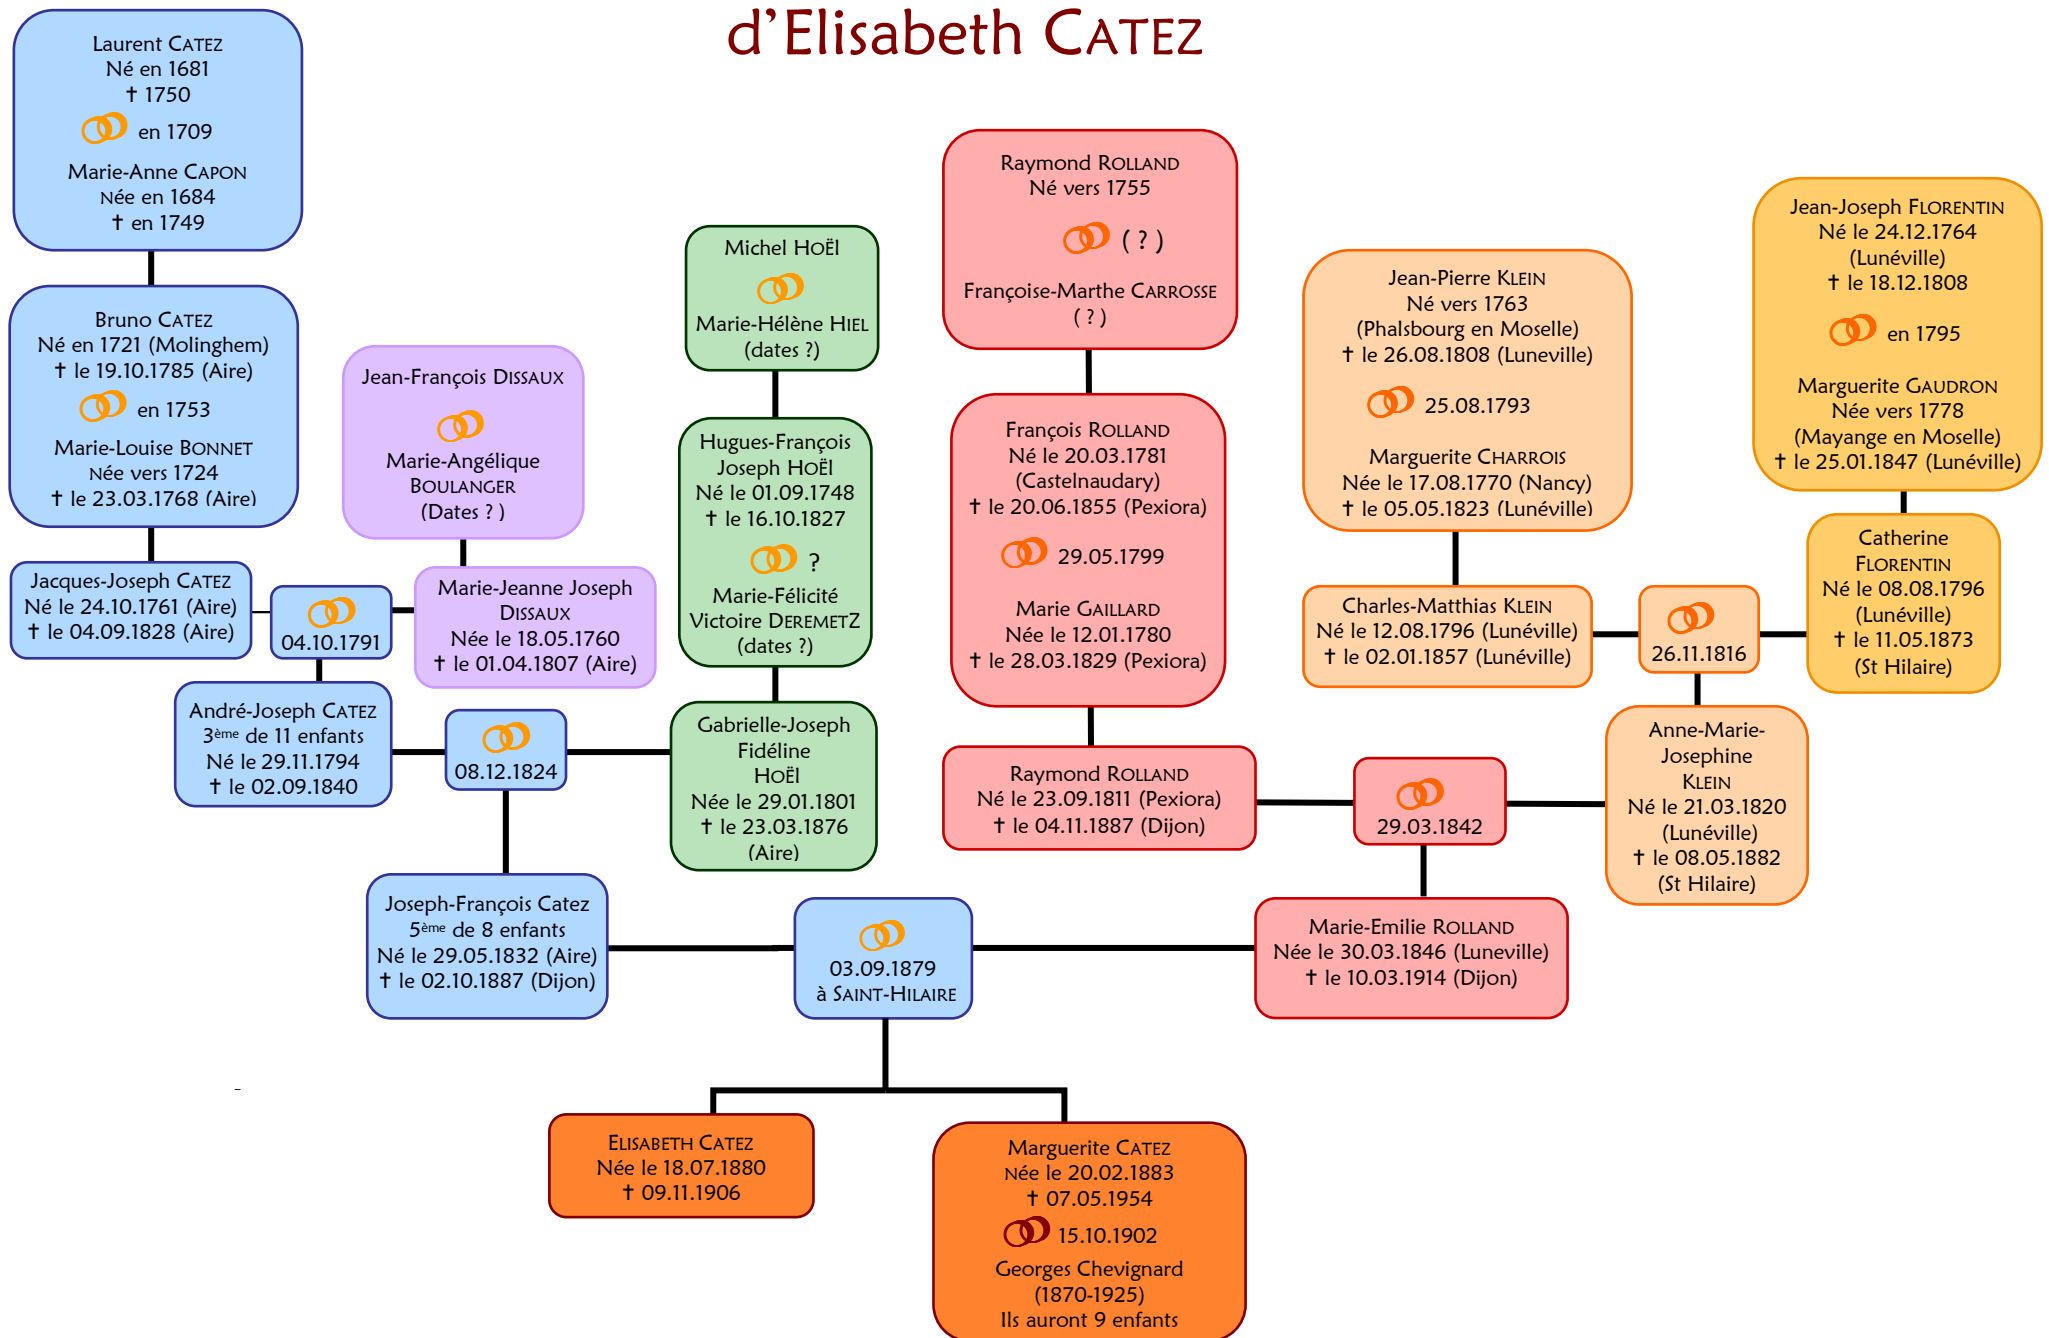 d'Elisabeth CATEZ
Laurent CATEZ
Né en 1681
† 1750
en 1709
Marie-Anne CAPON
Née en 1684
† en 1749
Bruno CATEZ
Né en 1721 (Molinghem)
† le 19.10.1785 (Aire)
en 1753
Marie-Louise BONNET
Née vers 1724
† le 23.03.1768 (Aire)
Jean-François DISSAUX
Marie-Angélique
BOULANGER
(Dates ? )
Michel HOËl
Marie-Hélène HIEL
(dates ?)
Hugues-François
Joseph HOËl
Né le 01.09.1748
† le 16.10.1827
?
Marie-Félicité
Victoire DEREMETZ
(dates ?)
Raymond ROLLAND
Né vers 1755
( ? )
Françoise-Marthe CARROSSE
( ? )
François ROLLAND
Né le 20.03.1781
(Castelnaudary)
† le 20.06.1855 (Pexiora)
29.05.1799
Marie GAILLARD
Née le 12.01.1780
† le 28.03.1829 (Pexiora)
Jean-Pierre KLEIN
Né vers 1763
(Phalsbourg en Moselle)
† le 26.08.1808 (Luneville)
25.08.1793
Marguerite CHARROIS
Née le 17.08.1770 (Nancy)
† le 05.05.1823 (Lunéville)
Jean-Joseph FLORENTIN
Né le 24.12.1764
(Lunéville)
† le 18.12.1808
en 1795
Marguerite GAUDRON
Née vers 1778
(Mayange en Moselle)
† le 25.01.1847 (Lunéville)
Jacques-Joseph CATEZ
Né le 24.10.1761 (Aire)
† le 04.09.1828 (Aire)
04.10.1791
Marie-Jeanne Joseph
DISSAUX
Née le 18.05.1760
† le 01.04.1807 (Aire)
Charles-Matthias KLEIN
Né le 12.08.1796 (Lunéville)
† le 02.01.1857 (Lunéville)
26.11.1816
Catherine
FLORENTIN
Né le 08.08.1796
(Lunéville)
† le 11.05.1873
(St Hilaire)
André-Joseph CATEZ
3ème de 11 enfants
Né le 29.11.1794
† le 02.09.1840
08.12.1824
Gabrielle-Joseph
Fidéline
HOËl
Née le 29.01.1801
† le 23.03.1876
(Aire)
Raymond ROLLAND
Né le 23.09.1811 (Pexiora)
† le 04.11.1887 (Dijon)
29.03.1842
Anne-Marie-
Josephine
KLEIN
Né le 21.03.1820
(Lunéville)
† le 08.05.1882
(St Hilaire)
Joseph-François Catez
5ème de 8 enfants
Né le 29.05.1832 (Aire)
† le 02.10.1887 (Dijon)
03.09.1879
à SAINT-HILAIRE
Marie-Emilie ROLLAND
Née le 30.03.1846 (Luneville)
† le 10.03.1914 (Dijon)
ELISABETH CATEZ
Née le 18.07.1880
† 09.11.1906
Marguerite CATEZ
Née le 20.02.1883
† 07.05.1954
15.10.1902
Georges Chevignard
(1870-1925)
Ils auront 9 enfants